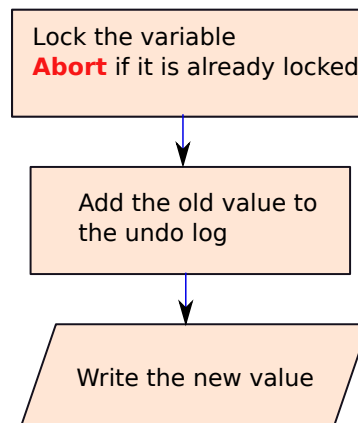 Lock the variable
Abort if it is already locked
Add the old value to
the undo log
Write the new value